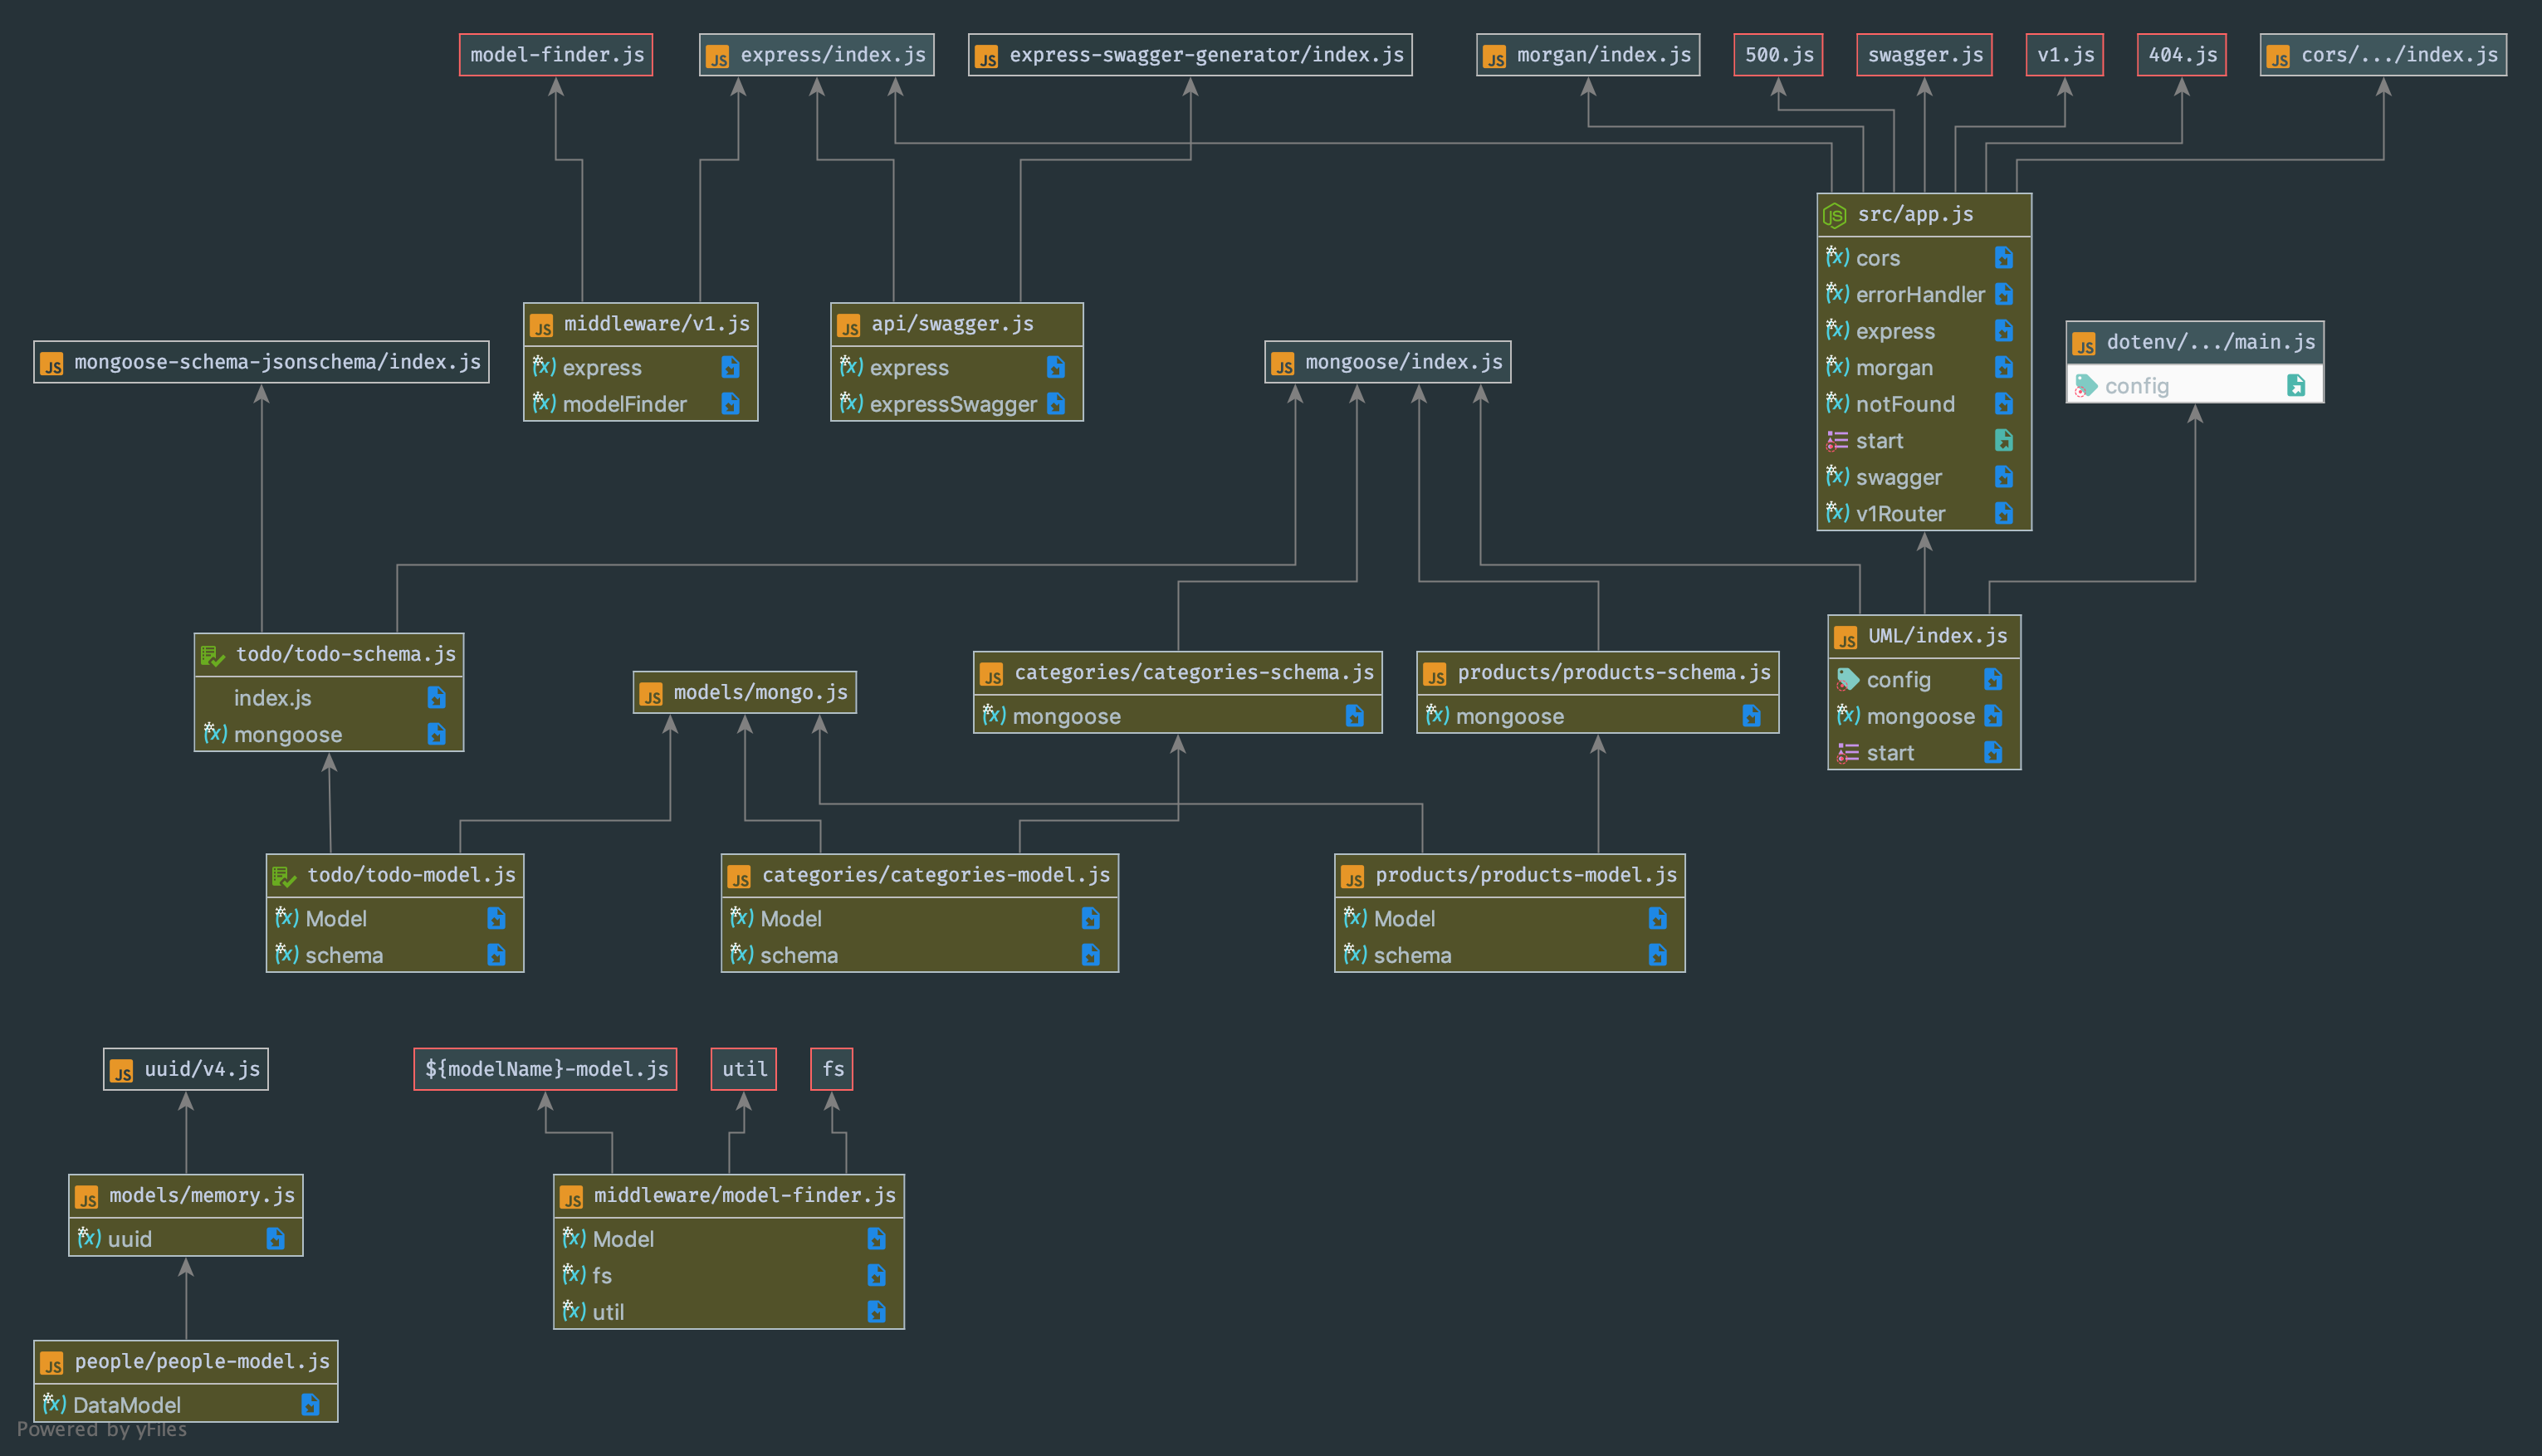 model-finder.js
express/index.js
express-swagger-generator/index.js
morgan/index.js
500.js
swagger.js
v1.js
404.js
cors/.../index.js
src/app.js
cors
errorHandler
express
morgan
notFound
start
swagger
v1Router
middleware/v1.js
express
modelFinder
api/swagger.js
express
expressSwagger
mongoose-schema-jsonschema/index.js
mongoose/index.js
dotenv/.../main.js
config
todo/todo-schema.js
index.js
mongoose
models/mongo.js
categories/categories-schema.js
mongoose
products/products-schema.js
mongoose
UML/index.js
config
mongoose
start
todo/todo-model.js
Model
schema
categories/categories-model.js
Model
schema
products/products-model.js
Model
schema
uuid/v4.js
${modelName}-model.js
util
fs
models/memory.js
uuid
middleware/model-finder.js
Model
fs
util
people/people-model.js
DataModel
Powered by yFiles